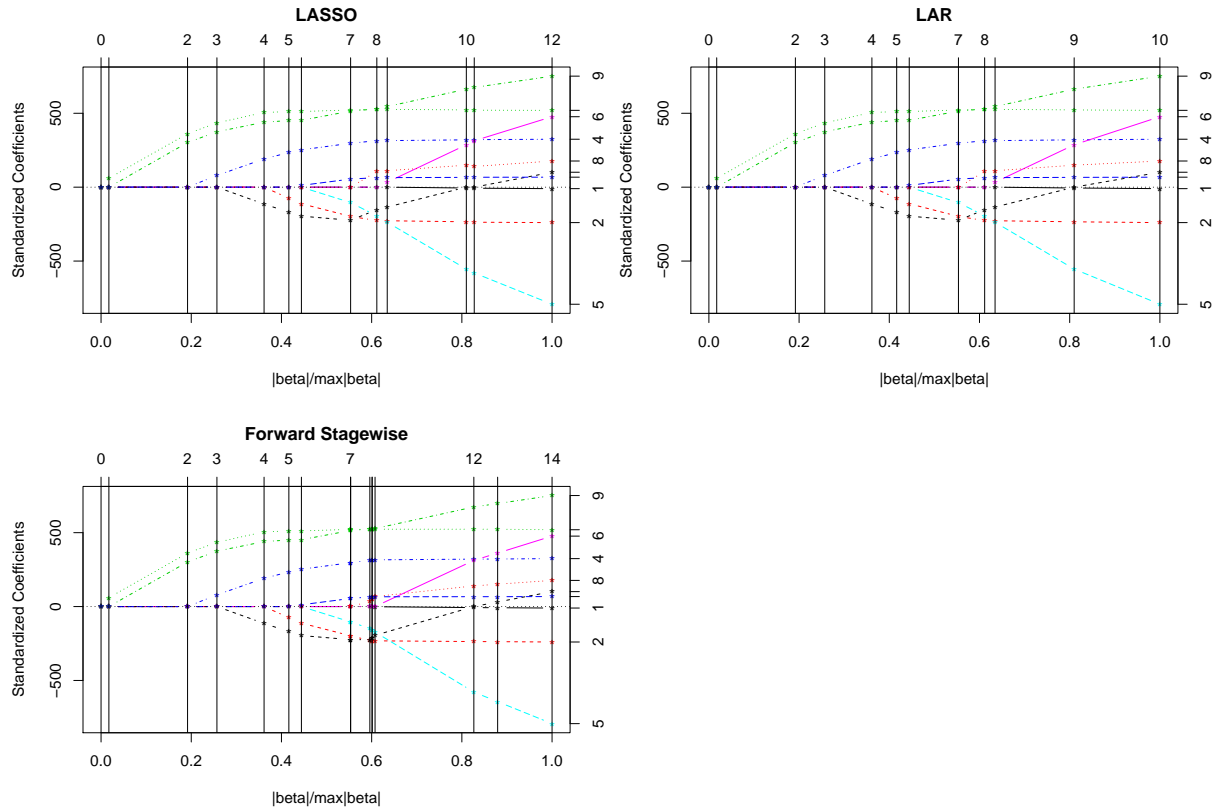 LASSO
0 2 3 4 5 7 8 10 12
Standardized Coefficients
500
0
−500
9
6
4
8
1
2
5
0.0 0.2 0.4 0.6 0.8 1.0
|beta|/max|beta|
LAR
0 2 3 4 5 7 8 9 10
Standardized Coefficients
500
0
−500
9
6
4
8
1
2
5
0.0 0.2 0.4 0.6 0.8 1.0
|beta|/max|beta|
Forward Stagewise
0 2 3 4 5 7 12 14
Standardized Coefficients
500
0
−500
9
6
4
8
1
2
5
0.0 0.2 0.4 0.6 0.8 1.0
|beta|/max|beta|